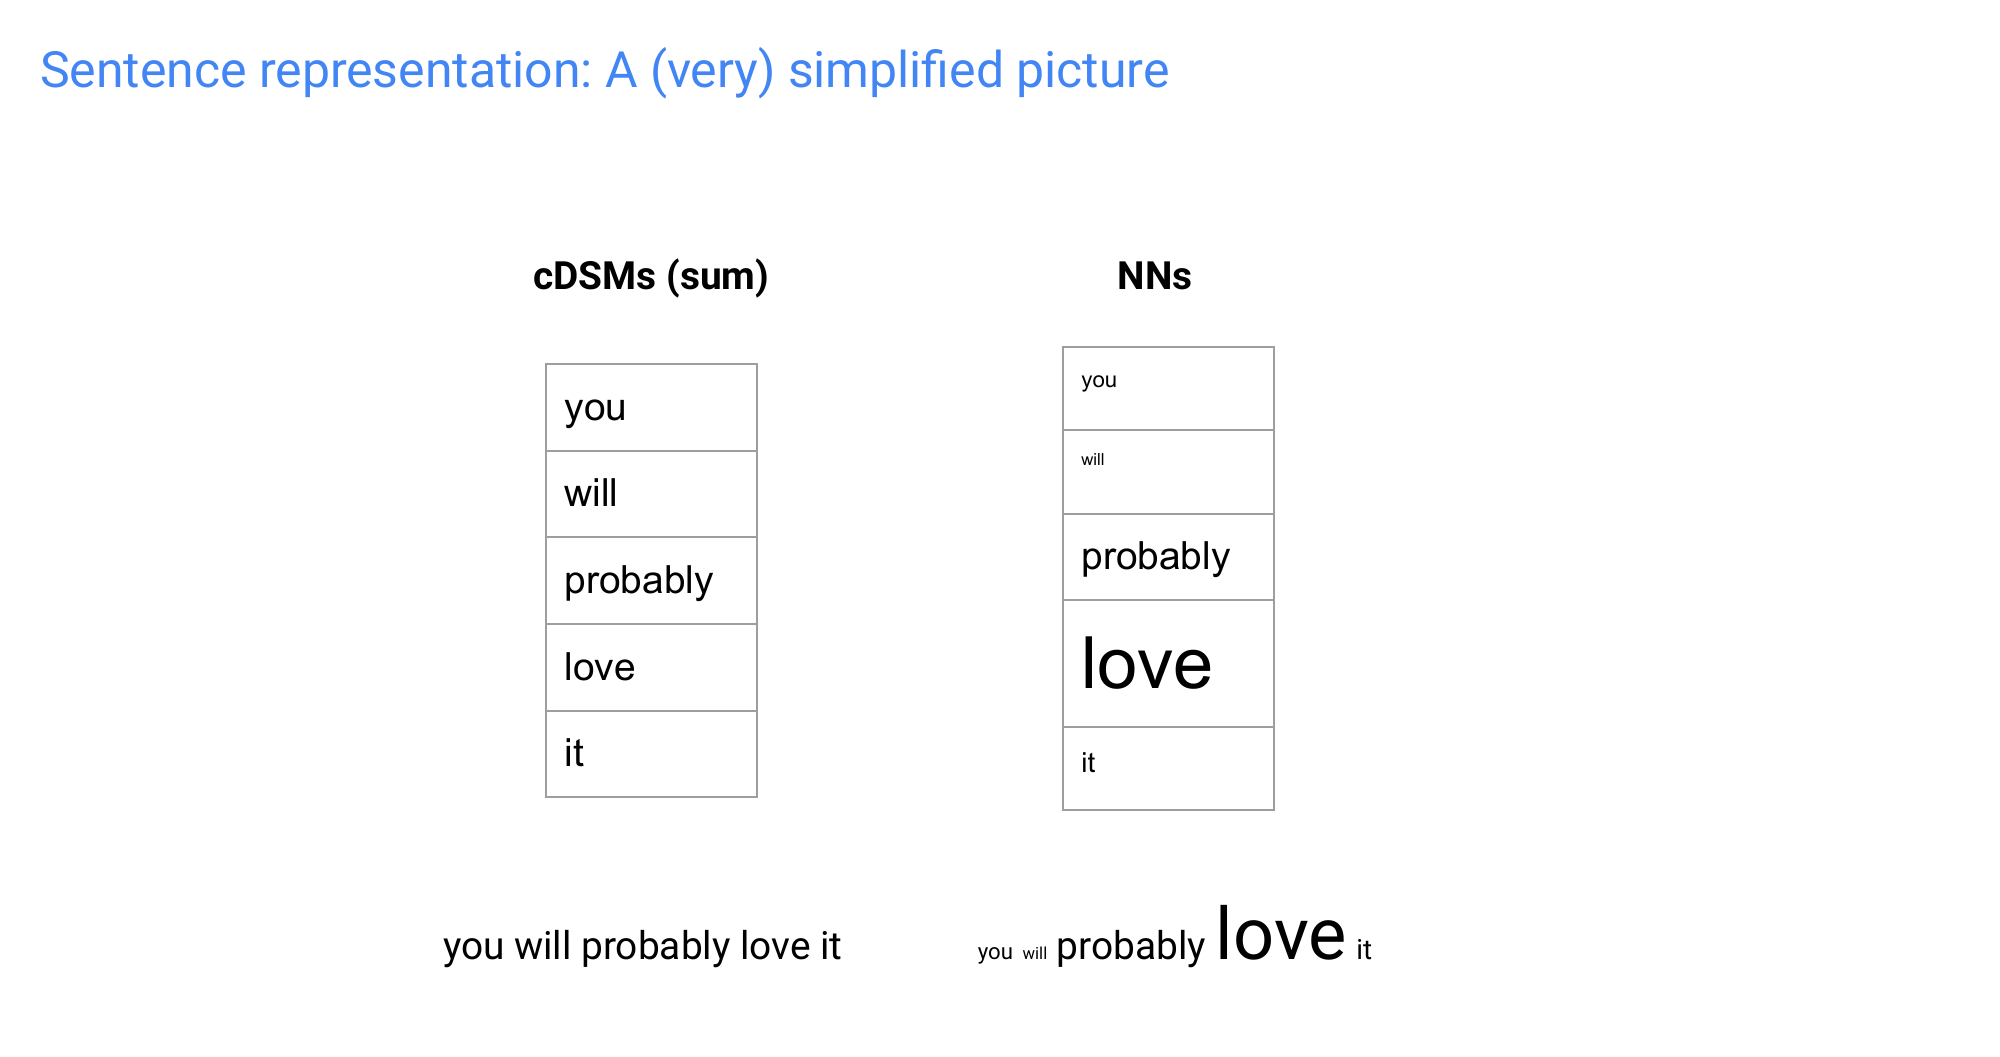 Sentence representation: A (very) simplified picture
cDSMs (sum)
you
will
probably
love
it
you will probably love it
NNs
you
will
probably
love
it
you will probably love it